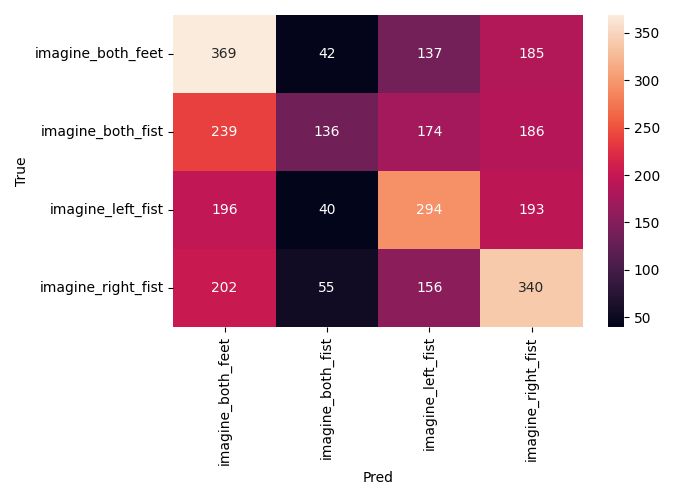 imagine_both_feet 369 42 137 185
imagine_both_fist 239 136 174 186
imagine_left_fist 196 40 294 193
imagine_right_fist 202 55 156 340
True
imagine_both_feet
imagine_both_fist
imagine_left_fist
imagine_right_fist
Pred
350
300
250
200
150
100
50